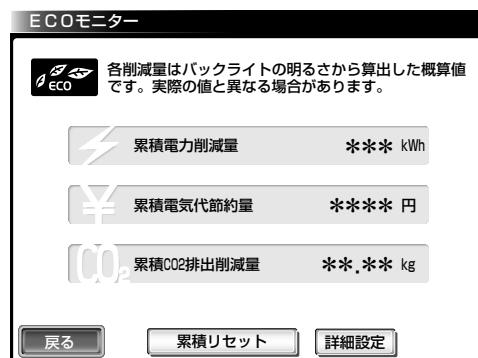 ECOモニター
ECO
各削減量はバックライトの明るさから算出した概算値
です。実際の値と異なる場合があります。
累積電力削減量 *** kWh
¥
累積電気代節約量 **** 円
CO2
累積CO2排出削減量 **.** kg
戻る 累積リセット 詳細設定